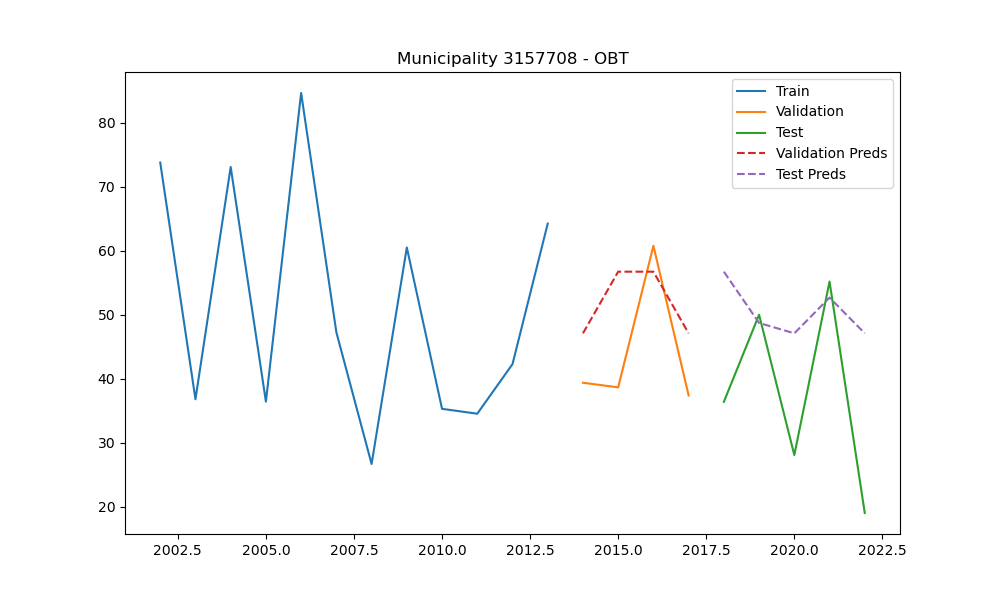 Municipality 3157708 - OBT
Train
Validation
Test
Validation Preds
Test Preds
80
70
60
50
40
30
20
2002.5 2005.0 2007.5 2010.0 2012.5 2015.0 2017.5 2020.0 2022.5